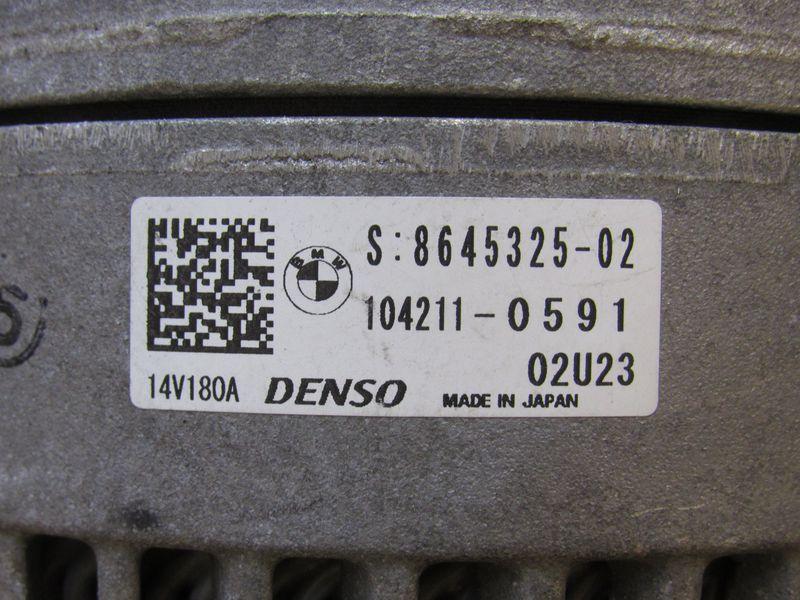 BMW
S:8645325-02
104211-0591
02U23
14V180A DENSO MADE IN JAPAN